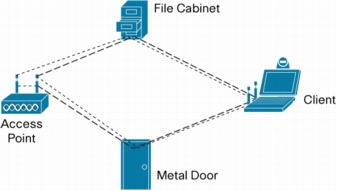 File Cabinet
Client
Access
Point
Metal Door